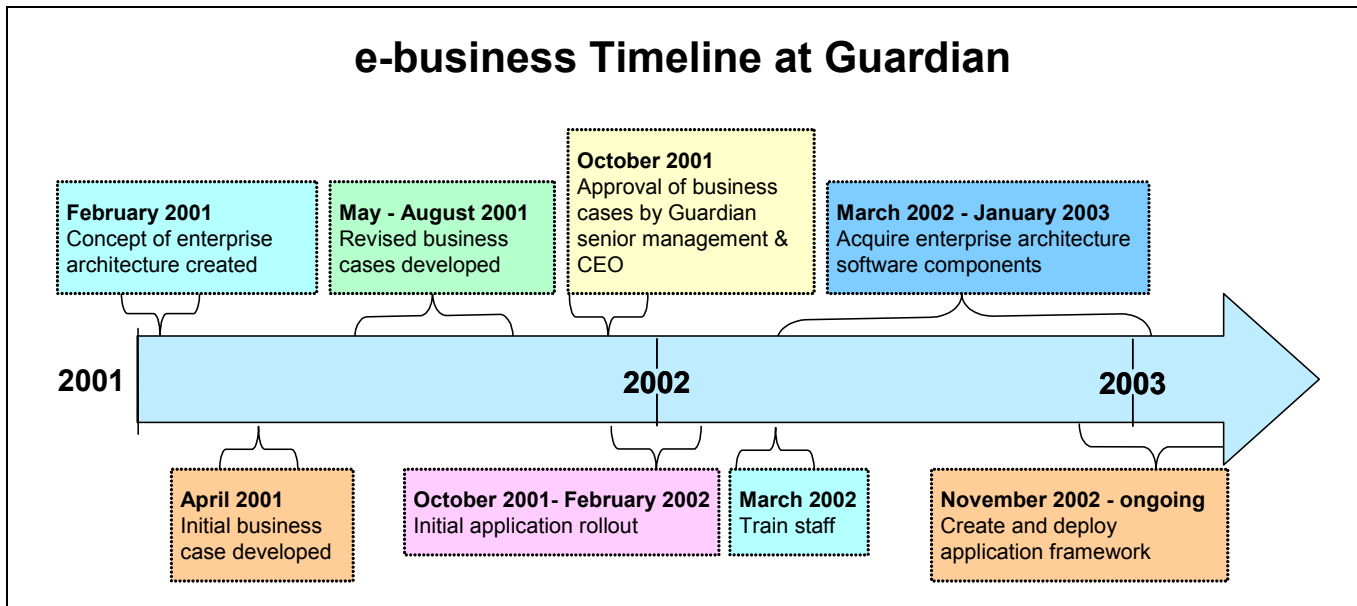 e-business Timeline at Guardian
February 2001
Concept of enterprise
architecture created
May - August 2001
Revised business
cases developed
October 2001
Approval of business
cases by Guardian
senior management &
CEO
March 2002 - January 2003
Acquire enterprise architecture
software components
2001
2002
2003
April 2001
Initial business
case developed
October 2001- February 2002
Initial application rollout
March 2002
Train staff
November 2002 - ongoing
Create and deploy
application framework